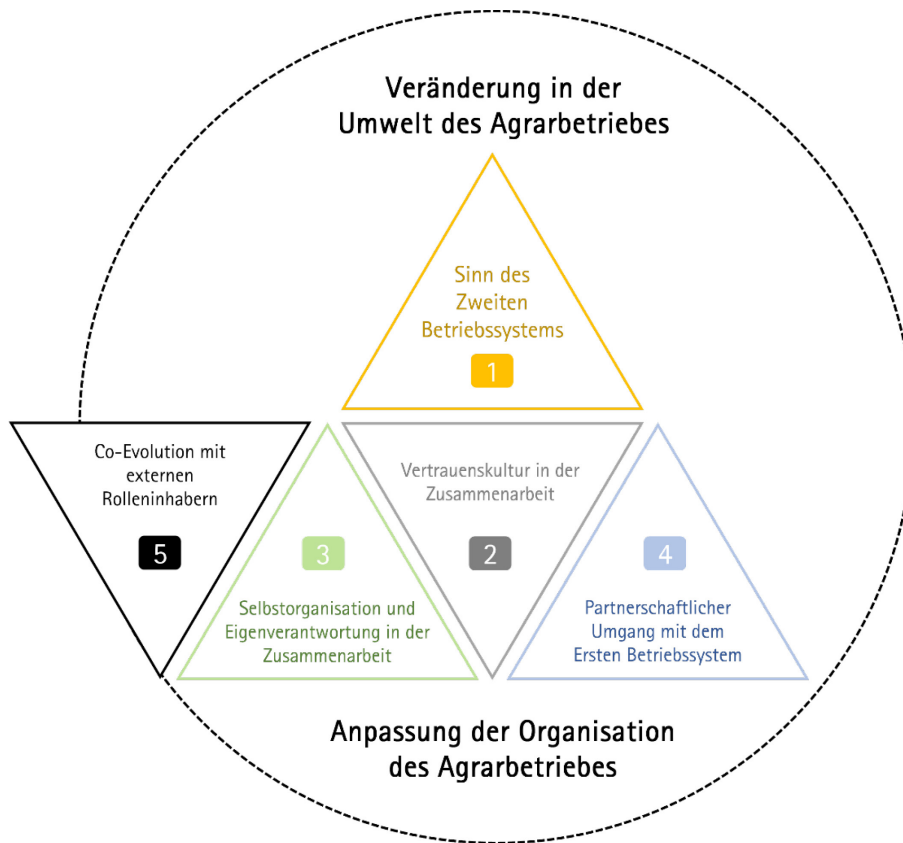 Veränderung in der
Umwelt des Agrarbetriebes
Sinn des
Zweiten
Betriebssystems
1
Co-Evolution mit
externen
Rolleninhabern
5
3
Selbstorganisation und
Eigenverantwortung in der
Zusammenarbeit
Vertrauenskultur in der
Zusammenarbeit
2
4
Partnerschaftlicher
Umgang mit dem
Ersten Betriebssystem
Anpassung der Organisation
des Agrarbetriebes